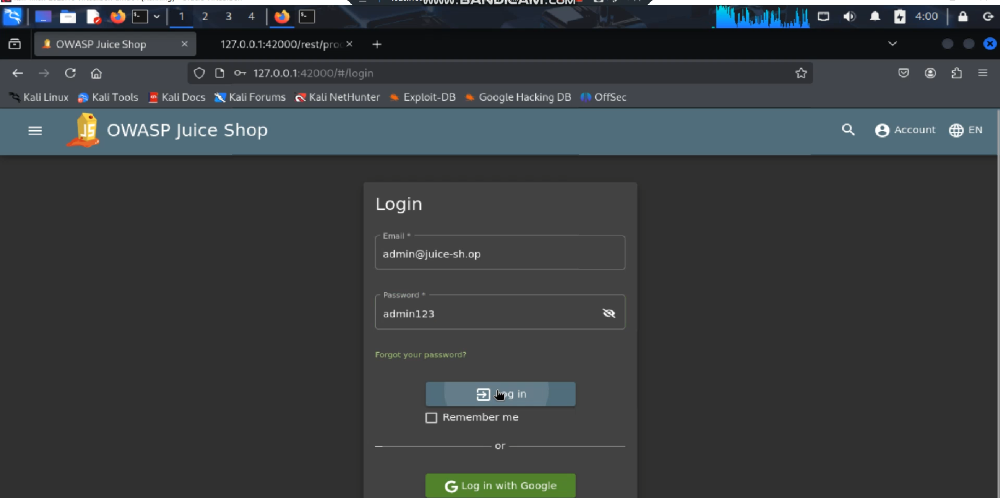 www.BANDICAM.COM
1 2 3 4 4:00
OWASP Juice Shop
127.0.0.1:42000/rest/proc
127.0.0.1:42000/#/login
Kali Linux Kali Tools Kali Docs Kali Forums Kali NetHunter Exploit-DB Google Hacking DB OffSec
JS OWASP Juice Shop Account EN
Login
Email *
admin@juice-sh.op
Password *
admin123
Forgot your password?
Log in
Remember me
or
G Log in with Google